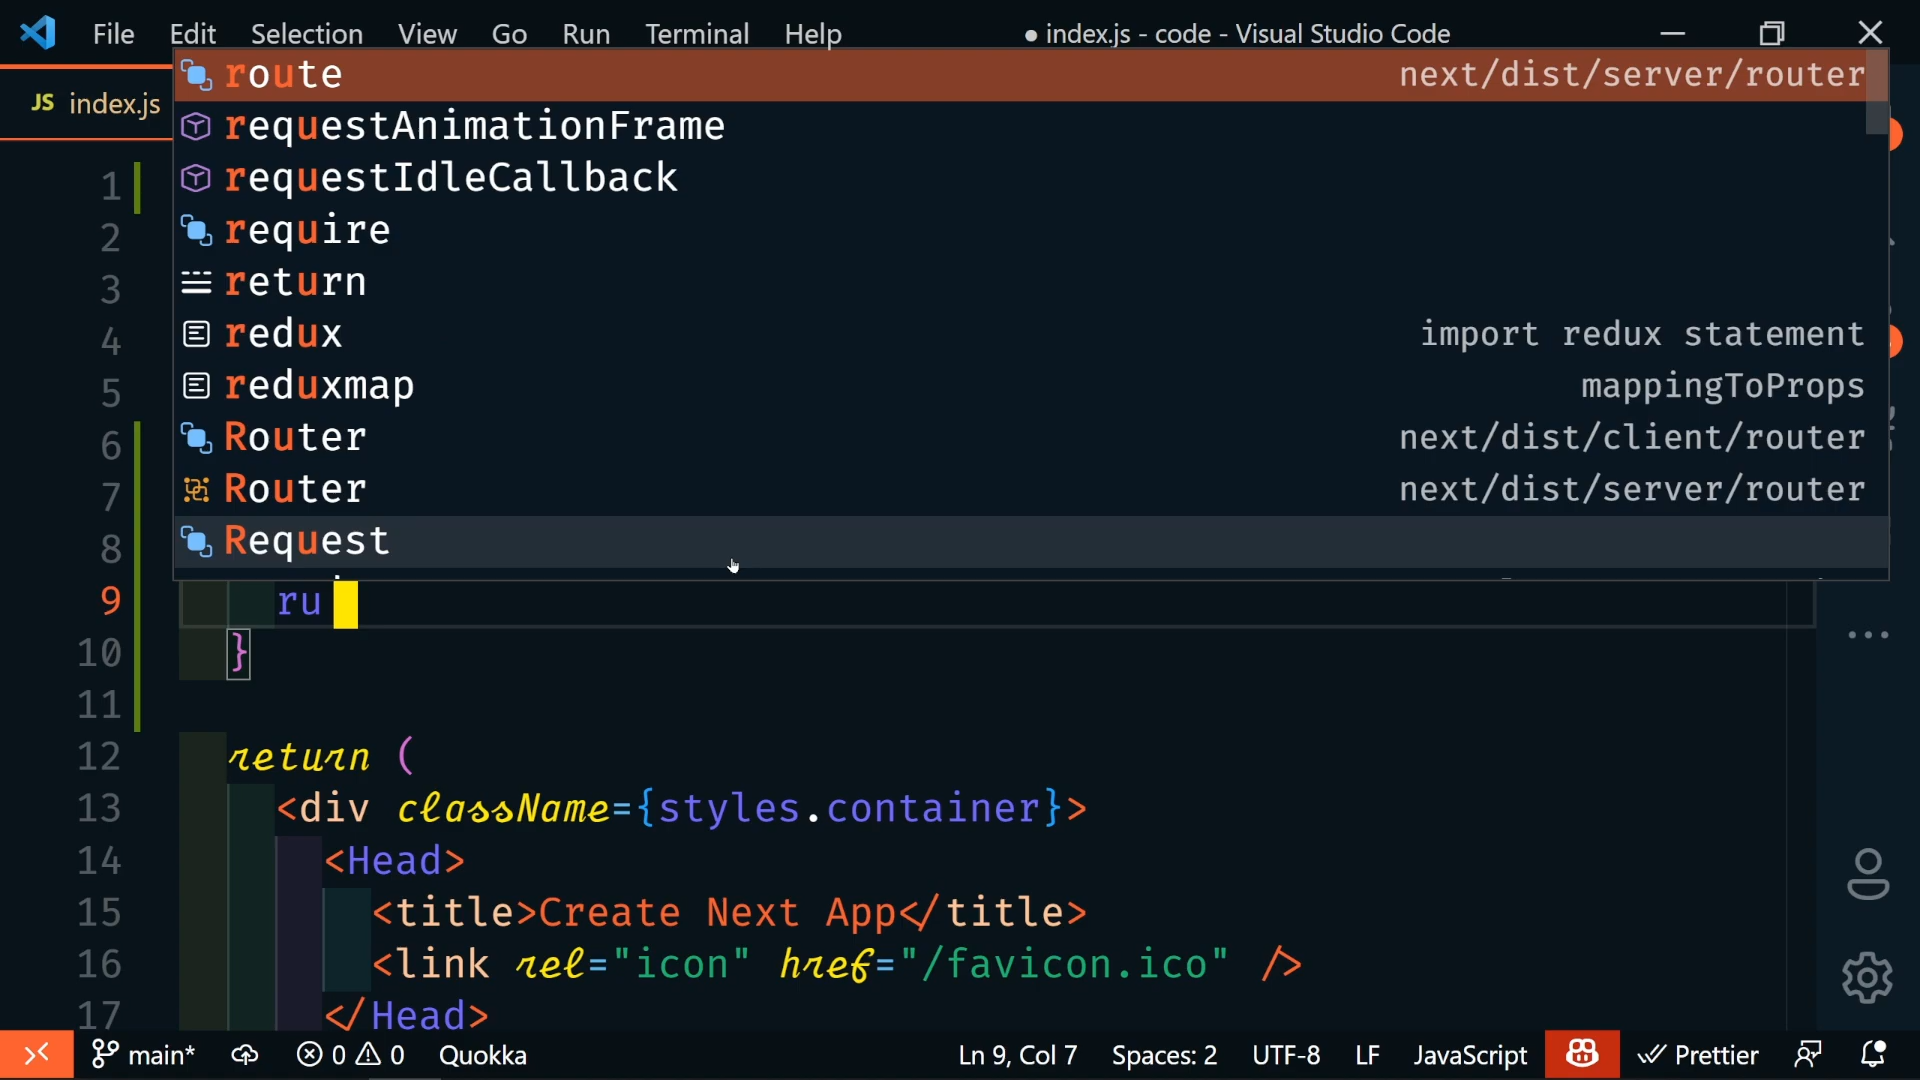 File Edit Selection View Go Run Terminal Help ● index.js - code - Visual Studio Code
JS index.js
route next/dist/server/router
requestAnimationFrame
requestIdleCallback
require
return
redux import redux statement
reduxmap mappingToProps
Router next/dist/client/router
Router next/dist/server/router
Request
1
2
3
4
5
6
7
8
9 ru
10 }
11
12 return (
13 <div className={styles.container}>
14 <Head>
15 <title>Create Next App</title>
16 <link rel="icon" href="/favicon.ico" />
17 </Head>
main* 0 0 Quokka Ln 9, Col 7 Spaces: 2 UTF-8 LF JavaScript Prettier